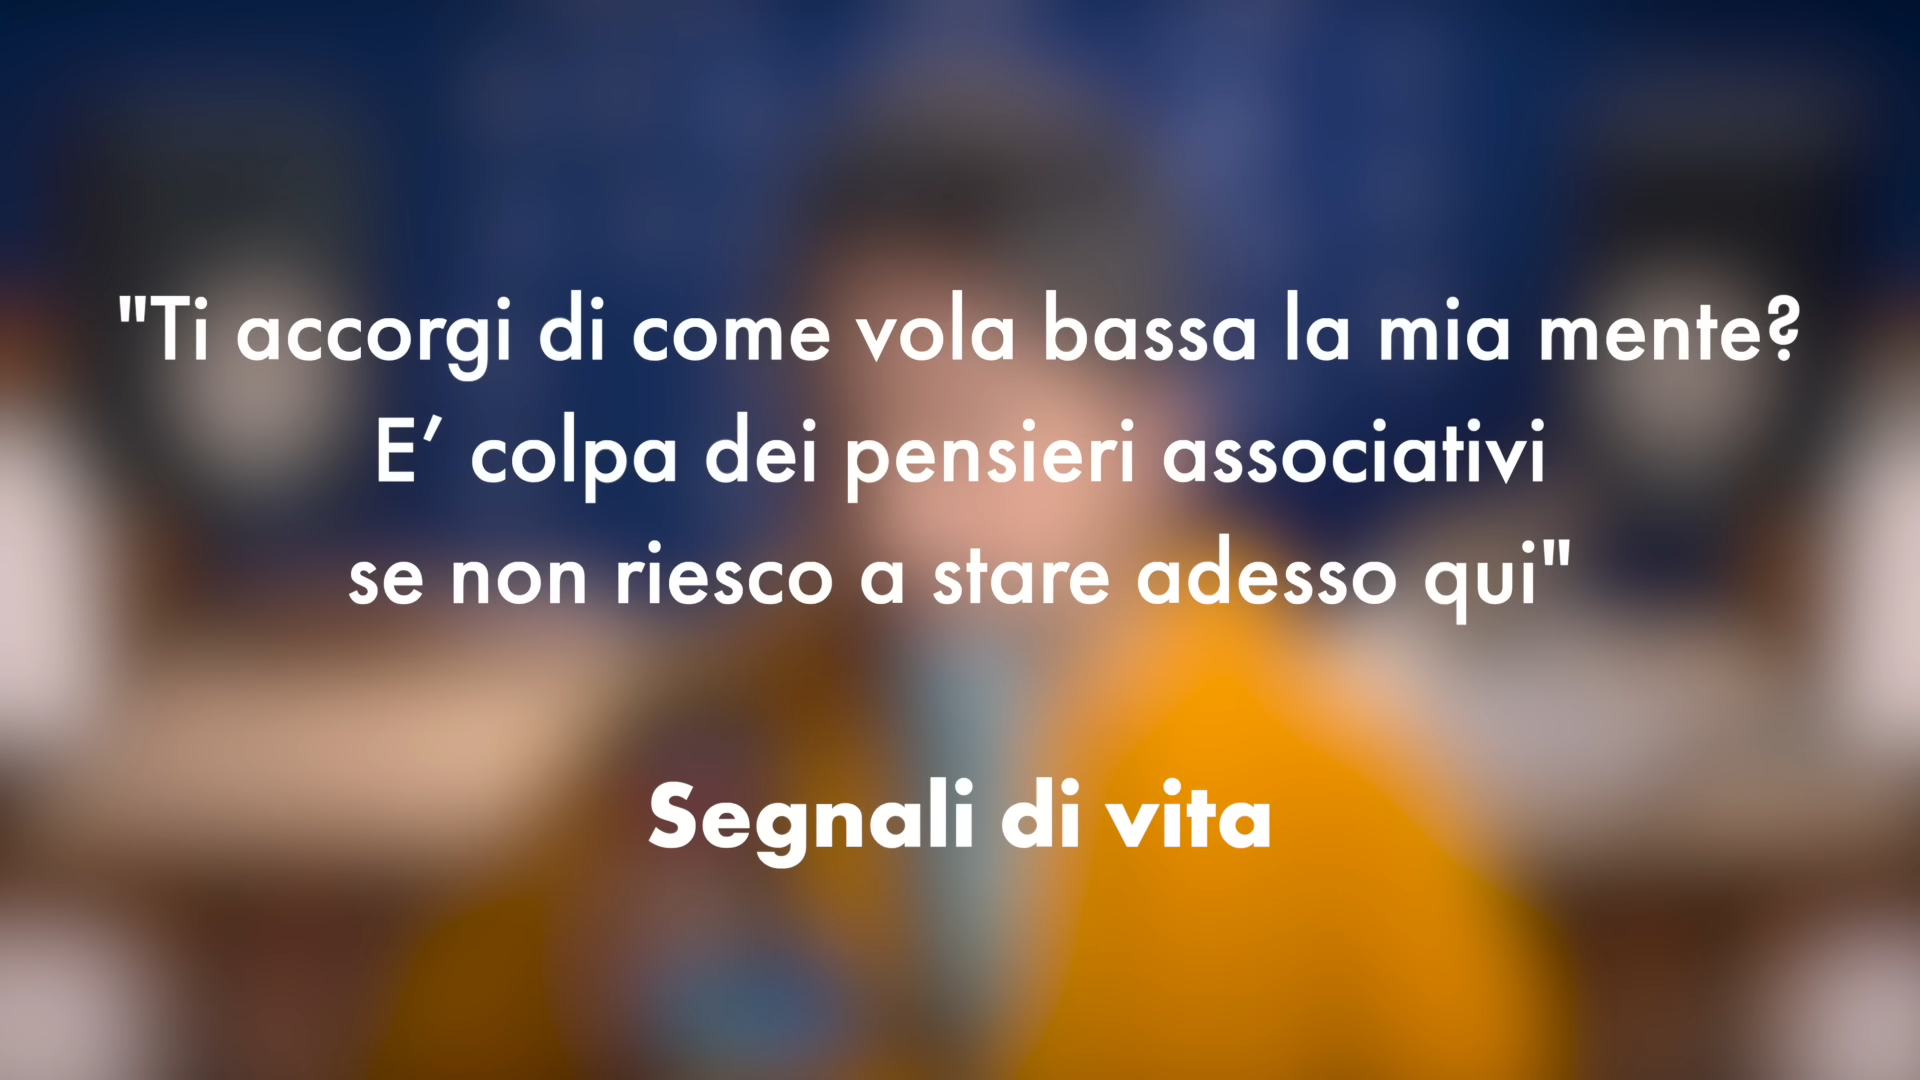 "Ti accorgi di come vola bassa la mia mente?
E’ colpa dei pensieri associativi
se non riesco a stare adesso qui"
Segnali di vita